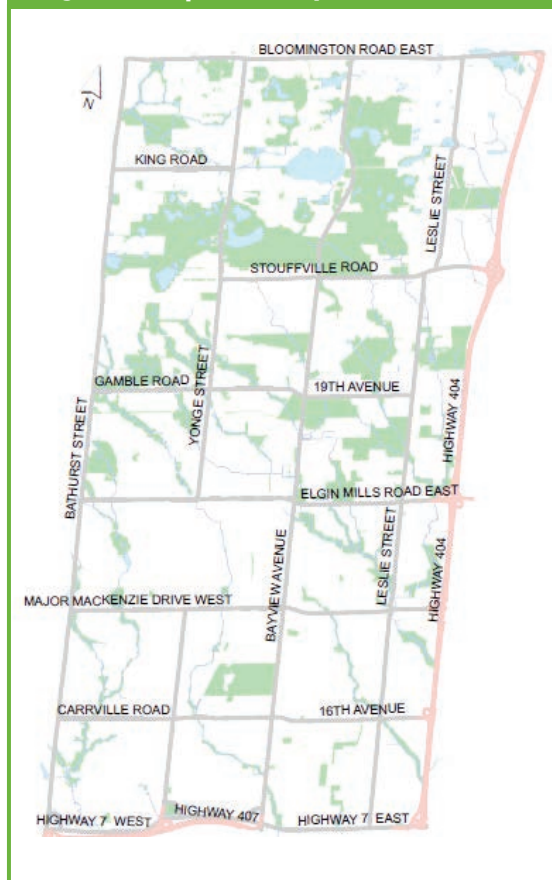 BLOOMINGTON ROAD EAST
N
KING ROAD
LESLIE STREET
STOUFFVILLE ROAD
GAMBLE ROAD
YONGE STREET
19TH AVENUE
HIGHWAY 404
BATHURST STREET
ELGIN MILLS ROAD EAST
LESLIE STREET
HIGHWAY 404
BAYVIEW AVENUE
MAJOR MACKENZIE DRIVE WEST
CARRVILLE ROAD
16TH AVENUE
HIGHWAY 7 WEST
HIGHWAY 407
HIGHWAY 7 EAST